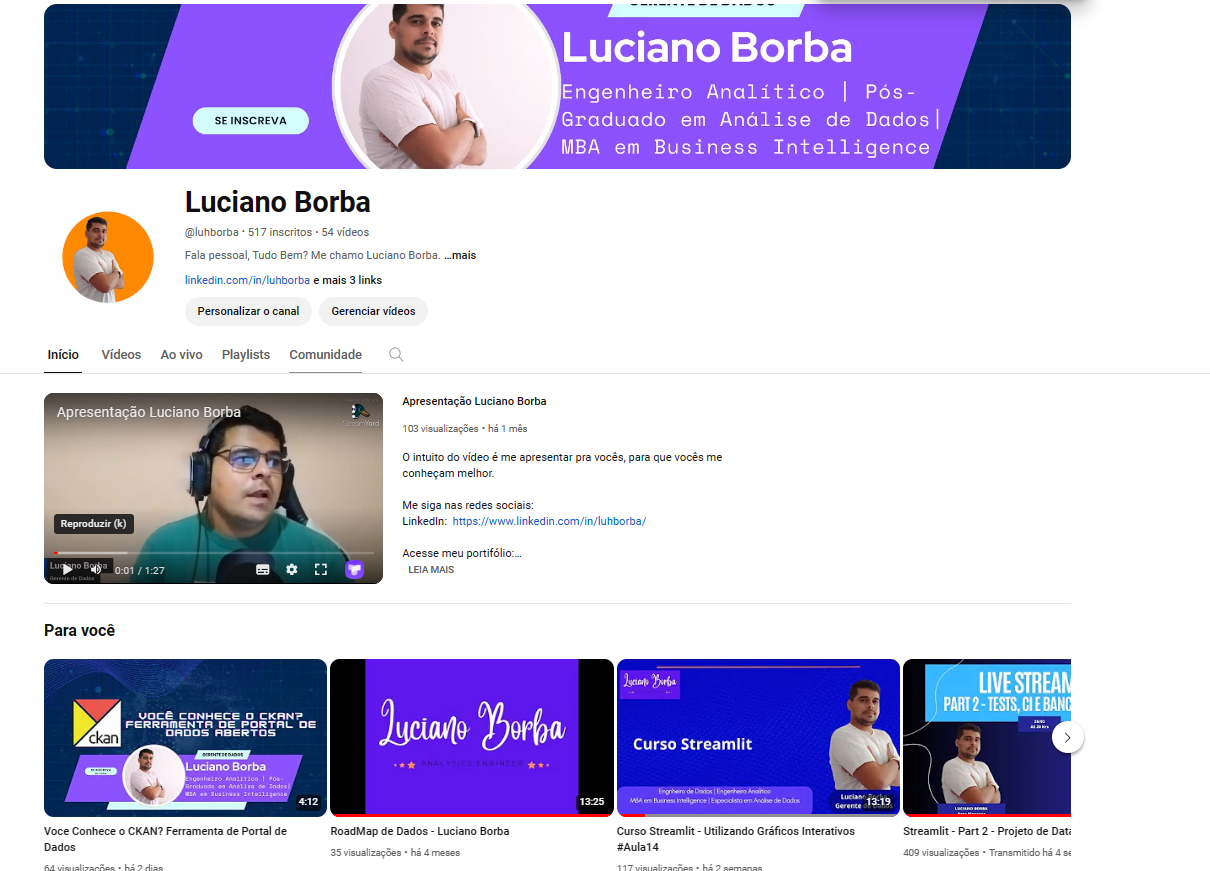 GERENTE DE DADOS
Luciano Borba
Engenheiro Analítico | Pós-
Graduado em Análise de Dados|
MBA em Business Intelligence
SE INSCREVA
Luciano Borba
@luhborba • 517 inscritos • 54 vídeos
Fala pessoal, Tudo Bem? Me chamo Luciano Borba. ...mais
linkedin.com/in/luhborba e mais 3 links
Personalizar o canal Gerenciar vídeos
Início Vídeos Ao vivo Playlists Comunidade
Apresentação Luciano Borba
StreamYard
Reproduzir (k)
Luciano Borba
Gerente de Dados
0:01 / 1:27
Apresentação Luciano Borba
103 visualizações • há 1 mês
O intuito do vídeo é me apresentar pra vocês, para que vocês me
conheçam melhor.
Me siga nas redes sociais:
LinkedIn: https://www.linkedin.com/in/luhborba/
Acesse meu portifólio:...
LEIA MAIS
Para você
ckan
VOCÊ CONHECE O CKAN?
FERRAMENTA DE PORTAL DE
DADOS ABERTOS
GERENTE DE DADOS
SE INSCREVA
Luciano Borba
Engenheiro Analítico | Pós-
Graduado em Análise de Dados|
MBA em Business Intelligence
4:12
Voce Conhece o CKAN? Ferramenta de Portal de
Dados
64 visualizações • há 2 dias
Luciano Borba
ANALYTICS ENGINEER
13:25
RoadMap de Dados - Luciano Borba
35 visualizações • há 4 meses
Luciano Borba
Curso Streamlit
Engenheiro de Dados | Engenheiro Analítico
MBA em Business Intelligence | Especialista em Análise de Dados
Luciano Borba
Gerente de Dados
13:19
Curso Streamlit - Utilizando Gráficos Interativos
#Aula14
117 visualizações • há 2 semanas
LIVE STREAM
PART 2 - TESTS, CI E BANC
LUCIANO BORBA
Streamlit - Part 2 - Projeto de Data
409 visualizações • Transmitido há 4 se